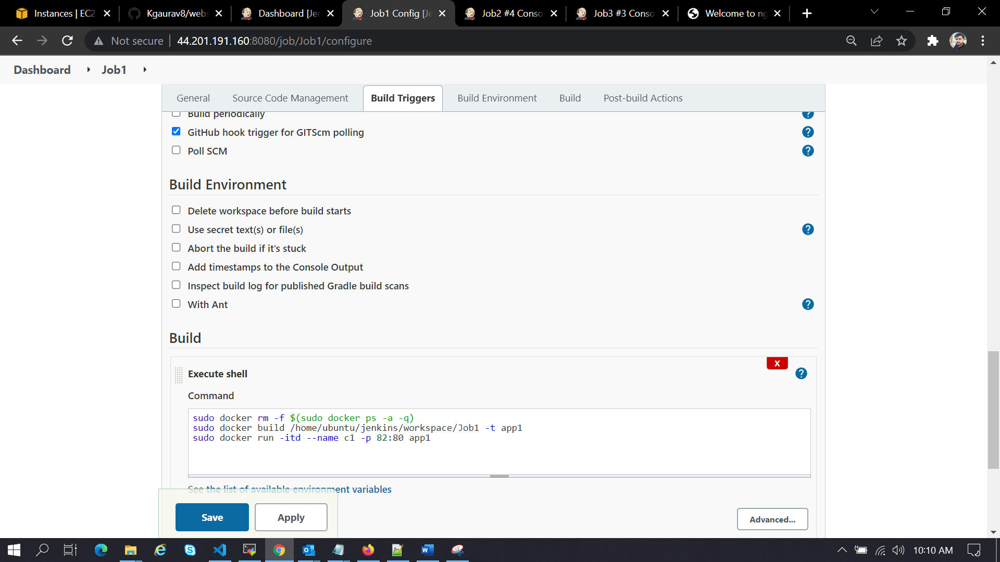 Instances | EC2
Kgaurav8/webs
Dashboard [Jer
Job1 Config [Je
Job2 #4 Conso
Job3 #3 Conso
Welcome to ng
Not secure
44.201.191.160:8080/job/Job1/configure
Dashboard
Job1
General
Source Code Management
Build Triggers
Build Environment
Build
Post-build Actions
Build periodically
?
GitHub hook trigger for GITScm polling
?
Poll SCM
?
Build Environment
Delete workspace before build starts
Use secret text(s) or file(s)
?
Abort the build if it's stuck
Add timestamps to the Console Output
Inspect build log for published Gradle build scans
With Ant
?
Build
X
Execute shell
?
Command
sudo docker rm -f $(sudo docker ps -a -q)
sudo docker build /home/ubuntu/jenkins/workspace/Job1 -t app1
sudo docker run -itd --name c1 -p 82:80 app1
See the list of available environment variables
Save
Apply
Advanced...
10:10 AM